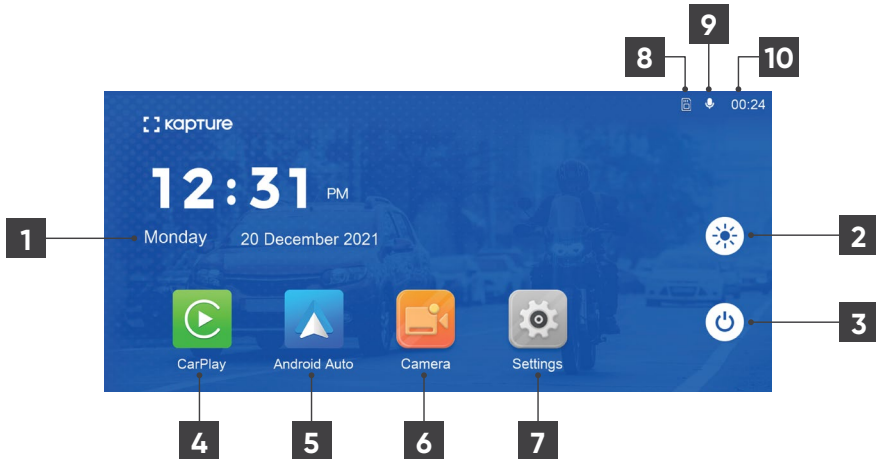 9
8
10
00:24
kapture
12:31 PM
1
Monday 20 December 2021
2
3
CarPlay
Android Auto
Camera
Settings
4
5
6
7